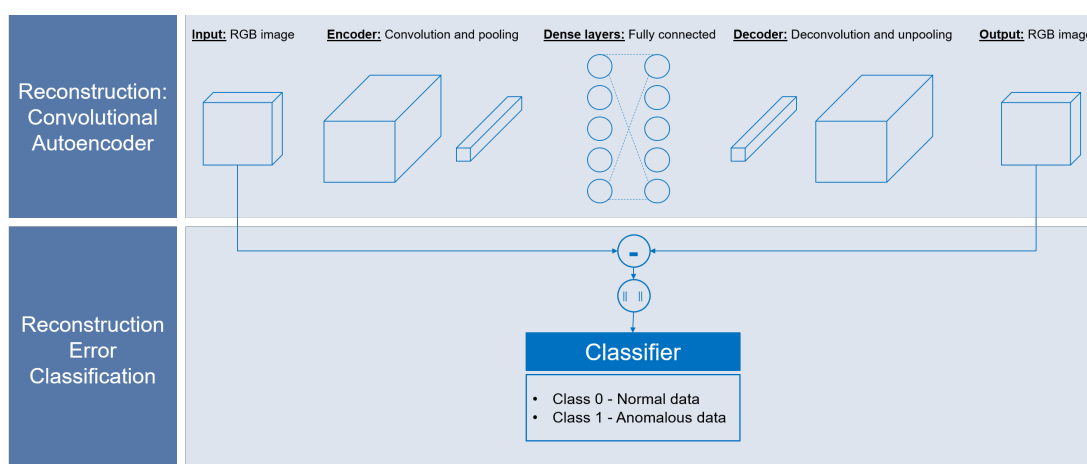 Reconstruction:
Convolutional
Autoencoder
Input: RGB image
Encoder: Convolution and pooling
Dense layers: Fully connected
Decoder: Deconvolution and unpooling
Output: RGB image
Reconstruction
Error
Classification
-
|| ||
Classifier
• Class 0 - Normal data
• Class 1 - Anomalous data